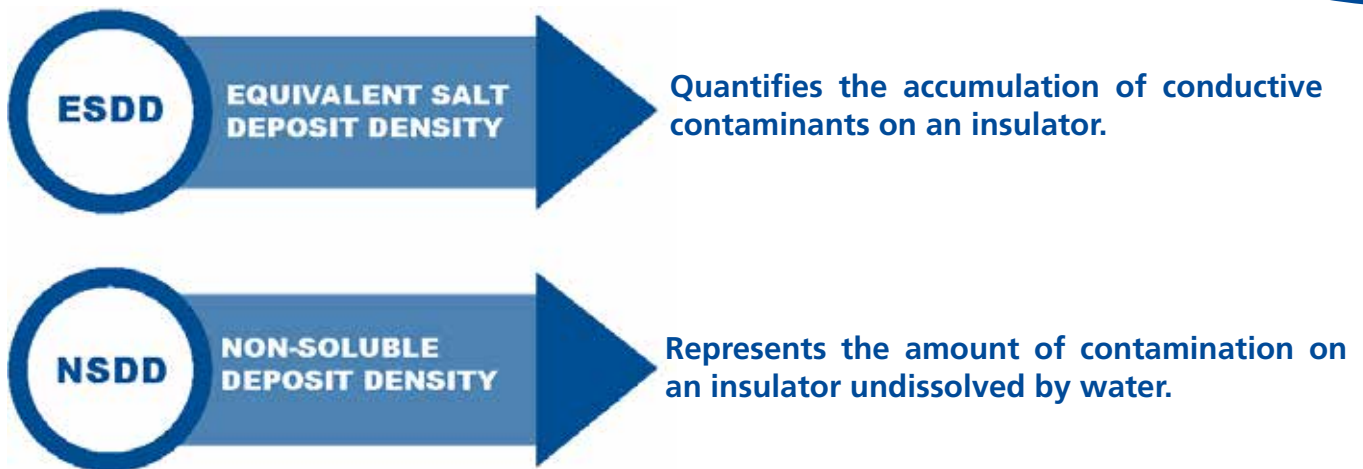 ESDD
EQUIVALENT SALT
DEPOSIT DENSITY
Quantifies the accumulation of conductive
contaminants on an insulator.
NSDD
NON-SOLUBLE
DEPOSIT DENSITY
Represents the amount of contamination on
an insulator undissolved by water.